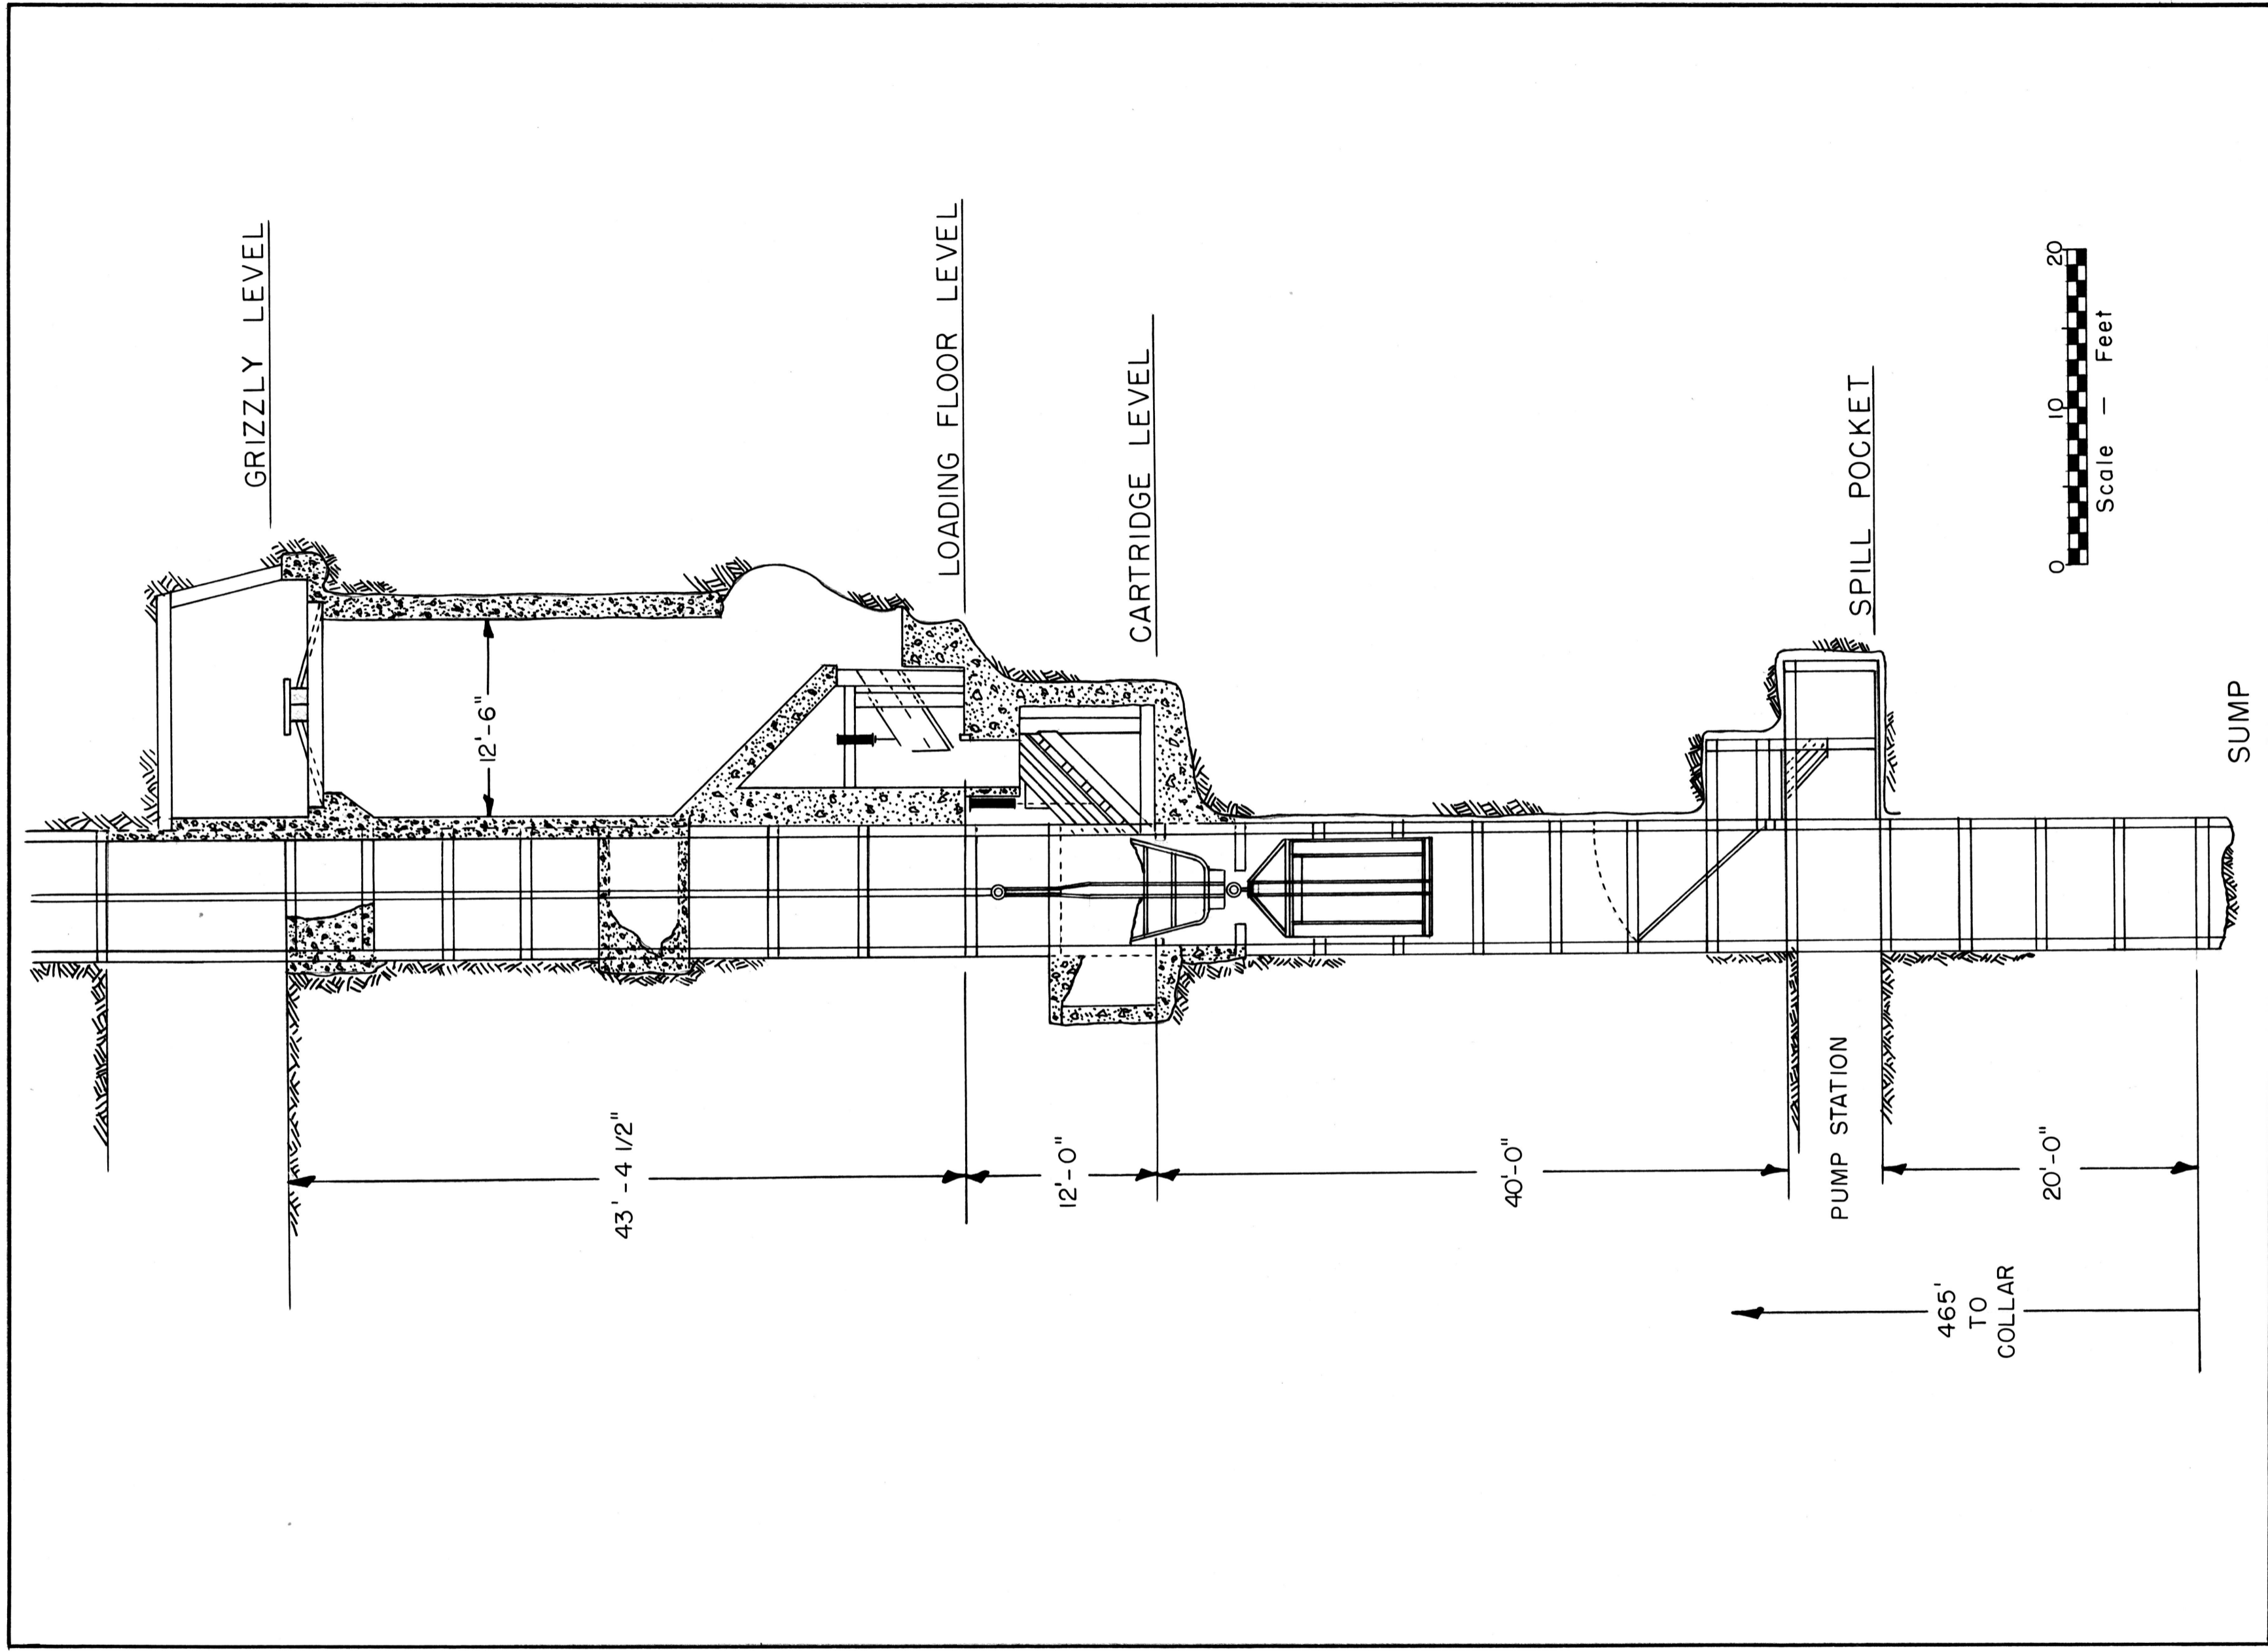 GRIZZLY LEVEL
LOADING FLOOR LEVEL
CARTRIDGE LEVEL
SPILL POCKET
12'-6"
43'-4 1/2"
12'-0"
40'-0"
PUMP STATION
20'-0"
465'
TO
COLLAR
SUMP
0 10 20
Scale — Feet